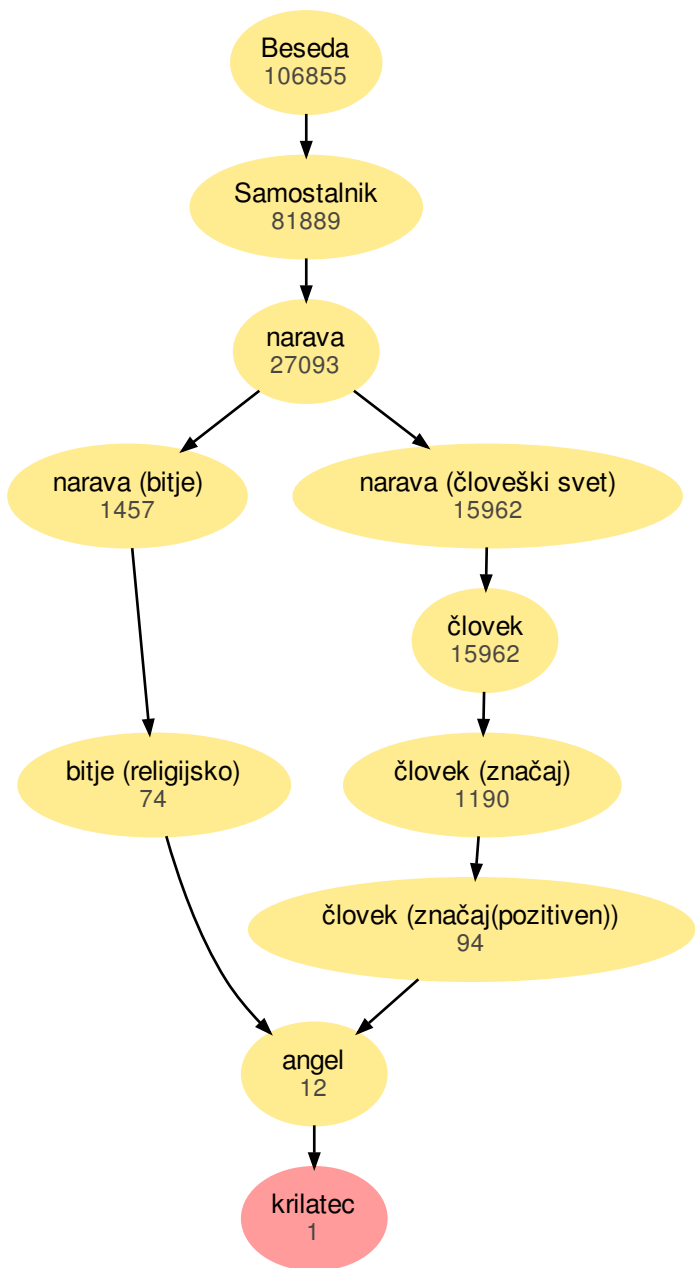 Beseda
106855
Samostalnik
81889
narava
27093
narava (bitje)
1457
narava (človeški svet)
15962
človek
15962
bitje (religijsko)
74
človek (značaj)
1190
človek (značaj(pozitiven))
94
angel
12
krilatec
1